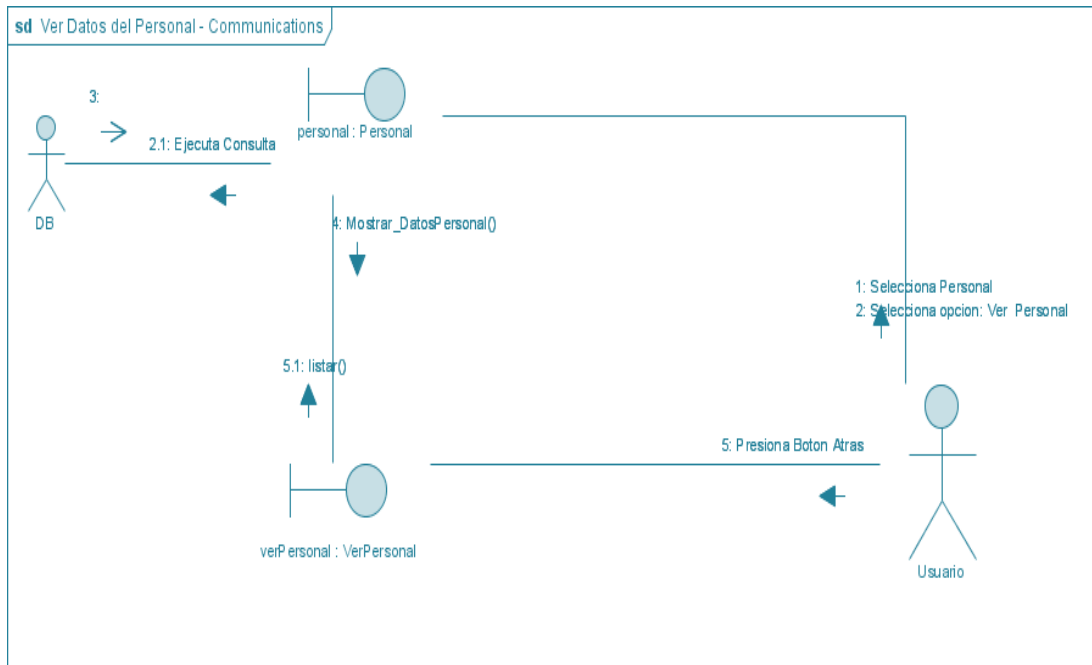 sd Ver Datos del Personal - Communications
3:
personal : Personal
2.1: Ejecuta Consulta
DB
4: Mostrar_DatosPersonal()
1: Selecciona Personal
2: Selecciona opcion: Ver Personal
5.1: listar()
5: Presiona Boton Atras
verPersonal : VerPersonal
Usuario